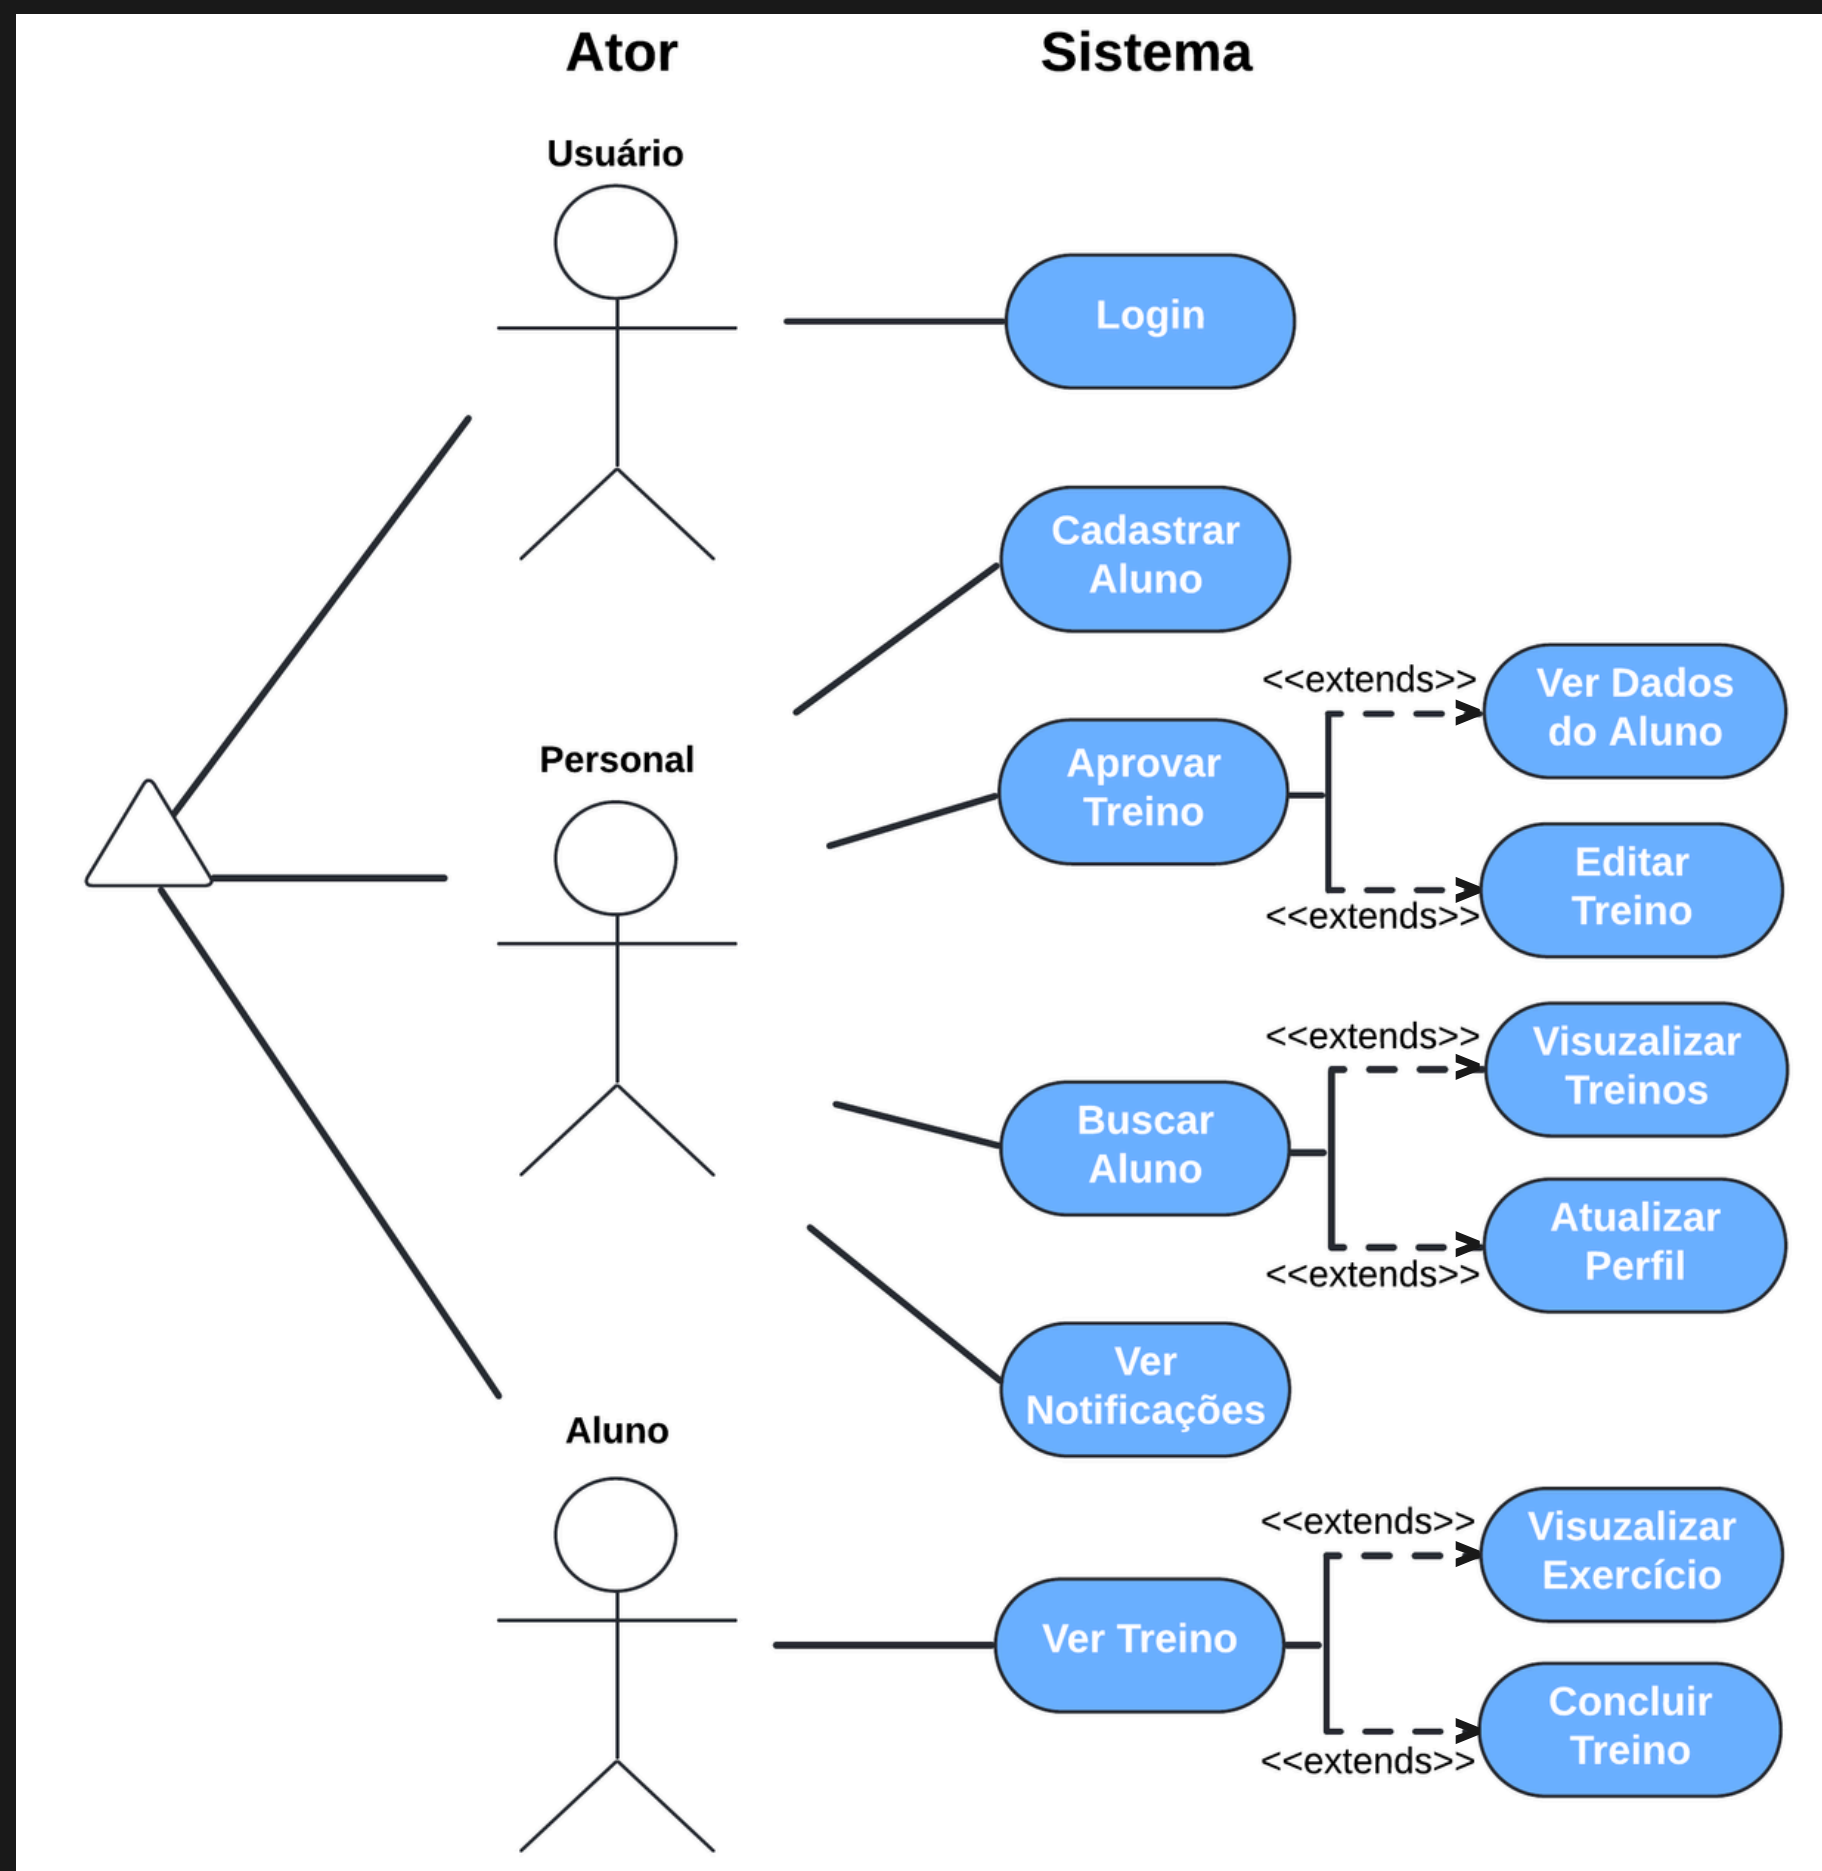 Ator
Sistema
Usuário
Login
Cadastrar
Aluno
<<extends>>
Ver Dados
do Aluno
Personal
Aprovar
Treino
Editar
Treino
<<extends>>
<<extends>>
Visuzalizar
Treinos
Buscar
Aluno
Atualizar
Perfil
<<extends>>
Ver
Notificações
Aluno
<<extends>>
Visuzalizar
Exercício
Ver Treino
Concluir
Treino
<<extends>>